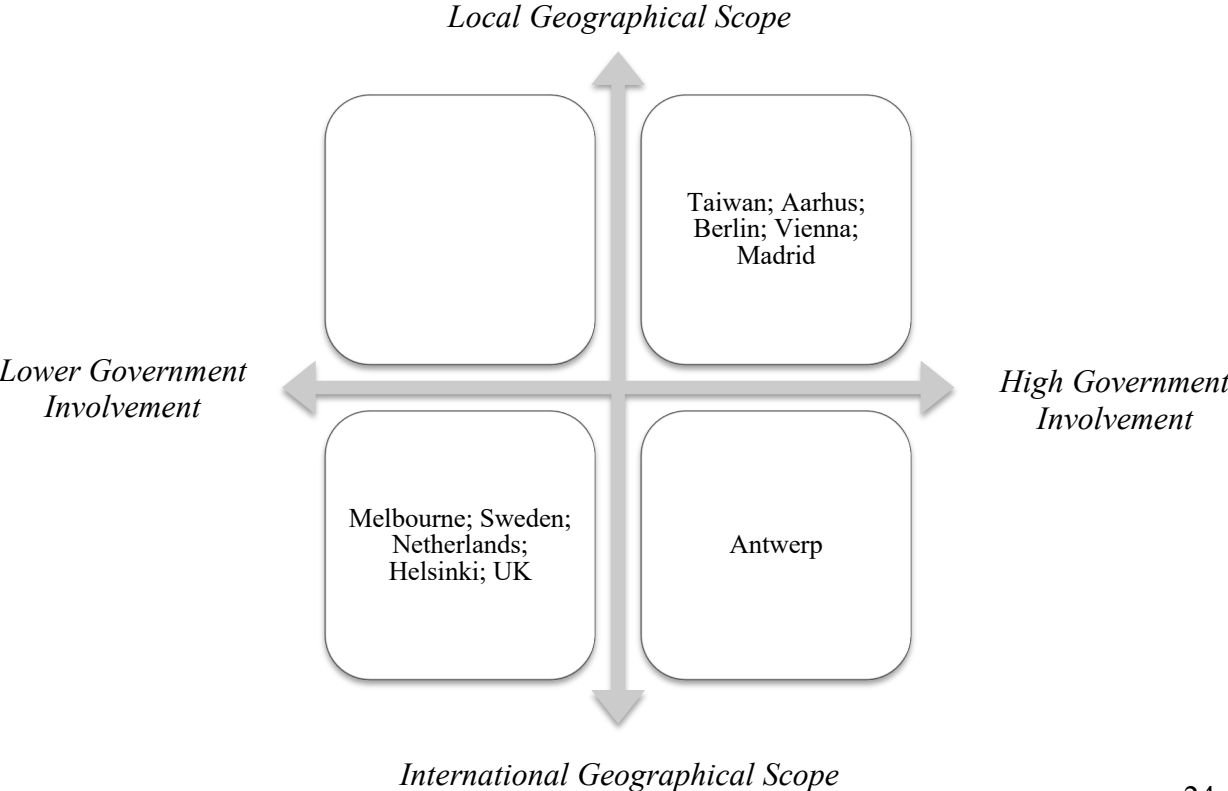 Local Geographical Scope
Taiwan; Aarhus;
Berlin; Vienna;
Madrid
Lower Government
Involvement
High Government
Involvement
Melbourne; Sweden;
Netherlands;
Helsinki; UK
Antwerp
International Geographical Scope
24